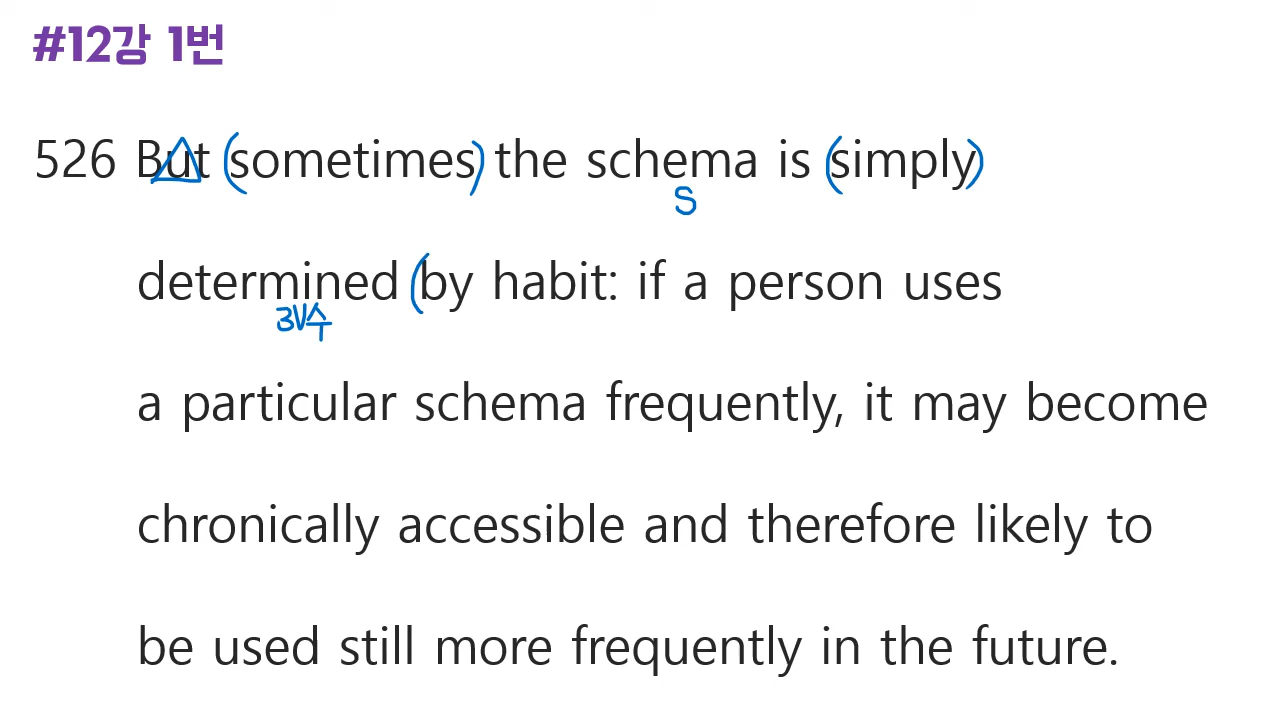 #12강 1번
526 But (sometimes) the schema is (simply)
S
determined (by habit: if a person uses
3V수
a particular schema frequently, it may become
chronically accessible and therefore likely to
be used still more frequently in the future.